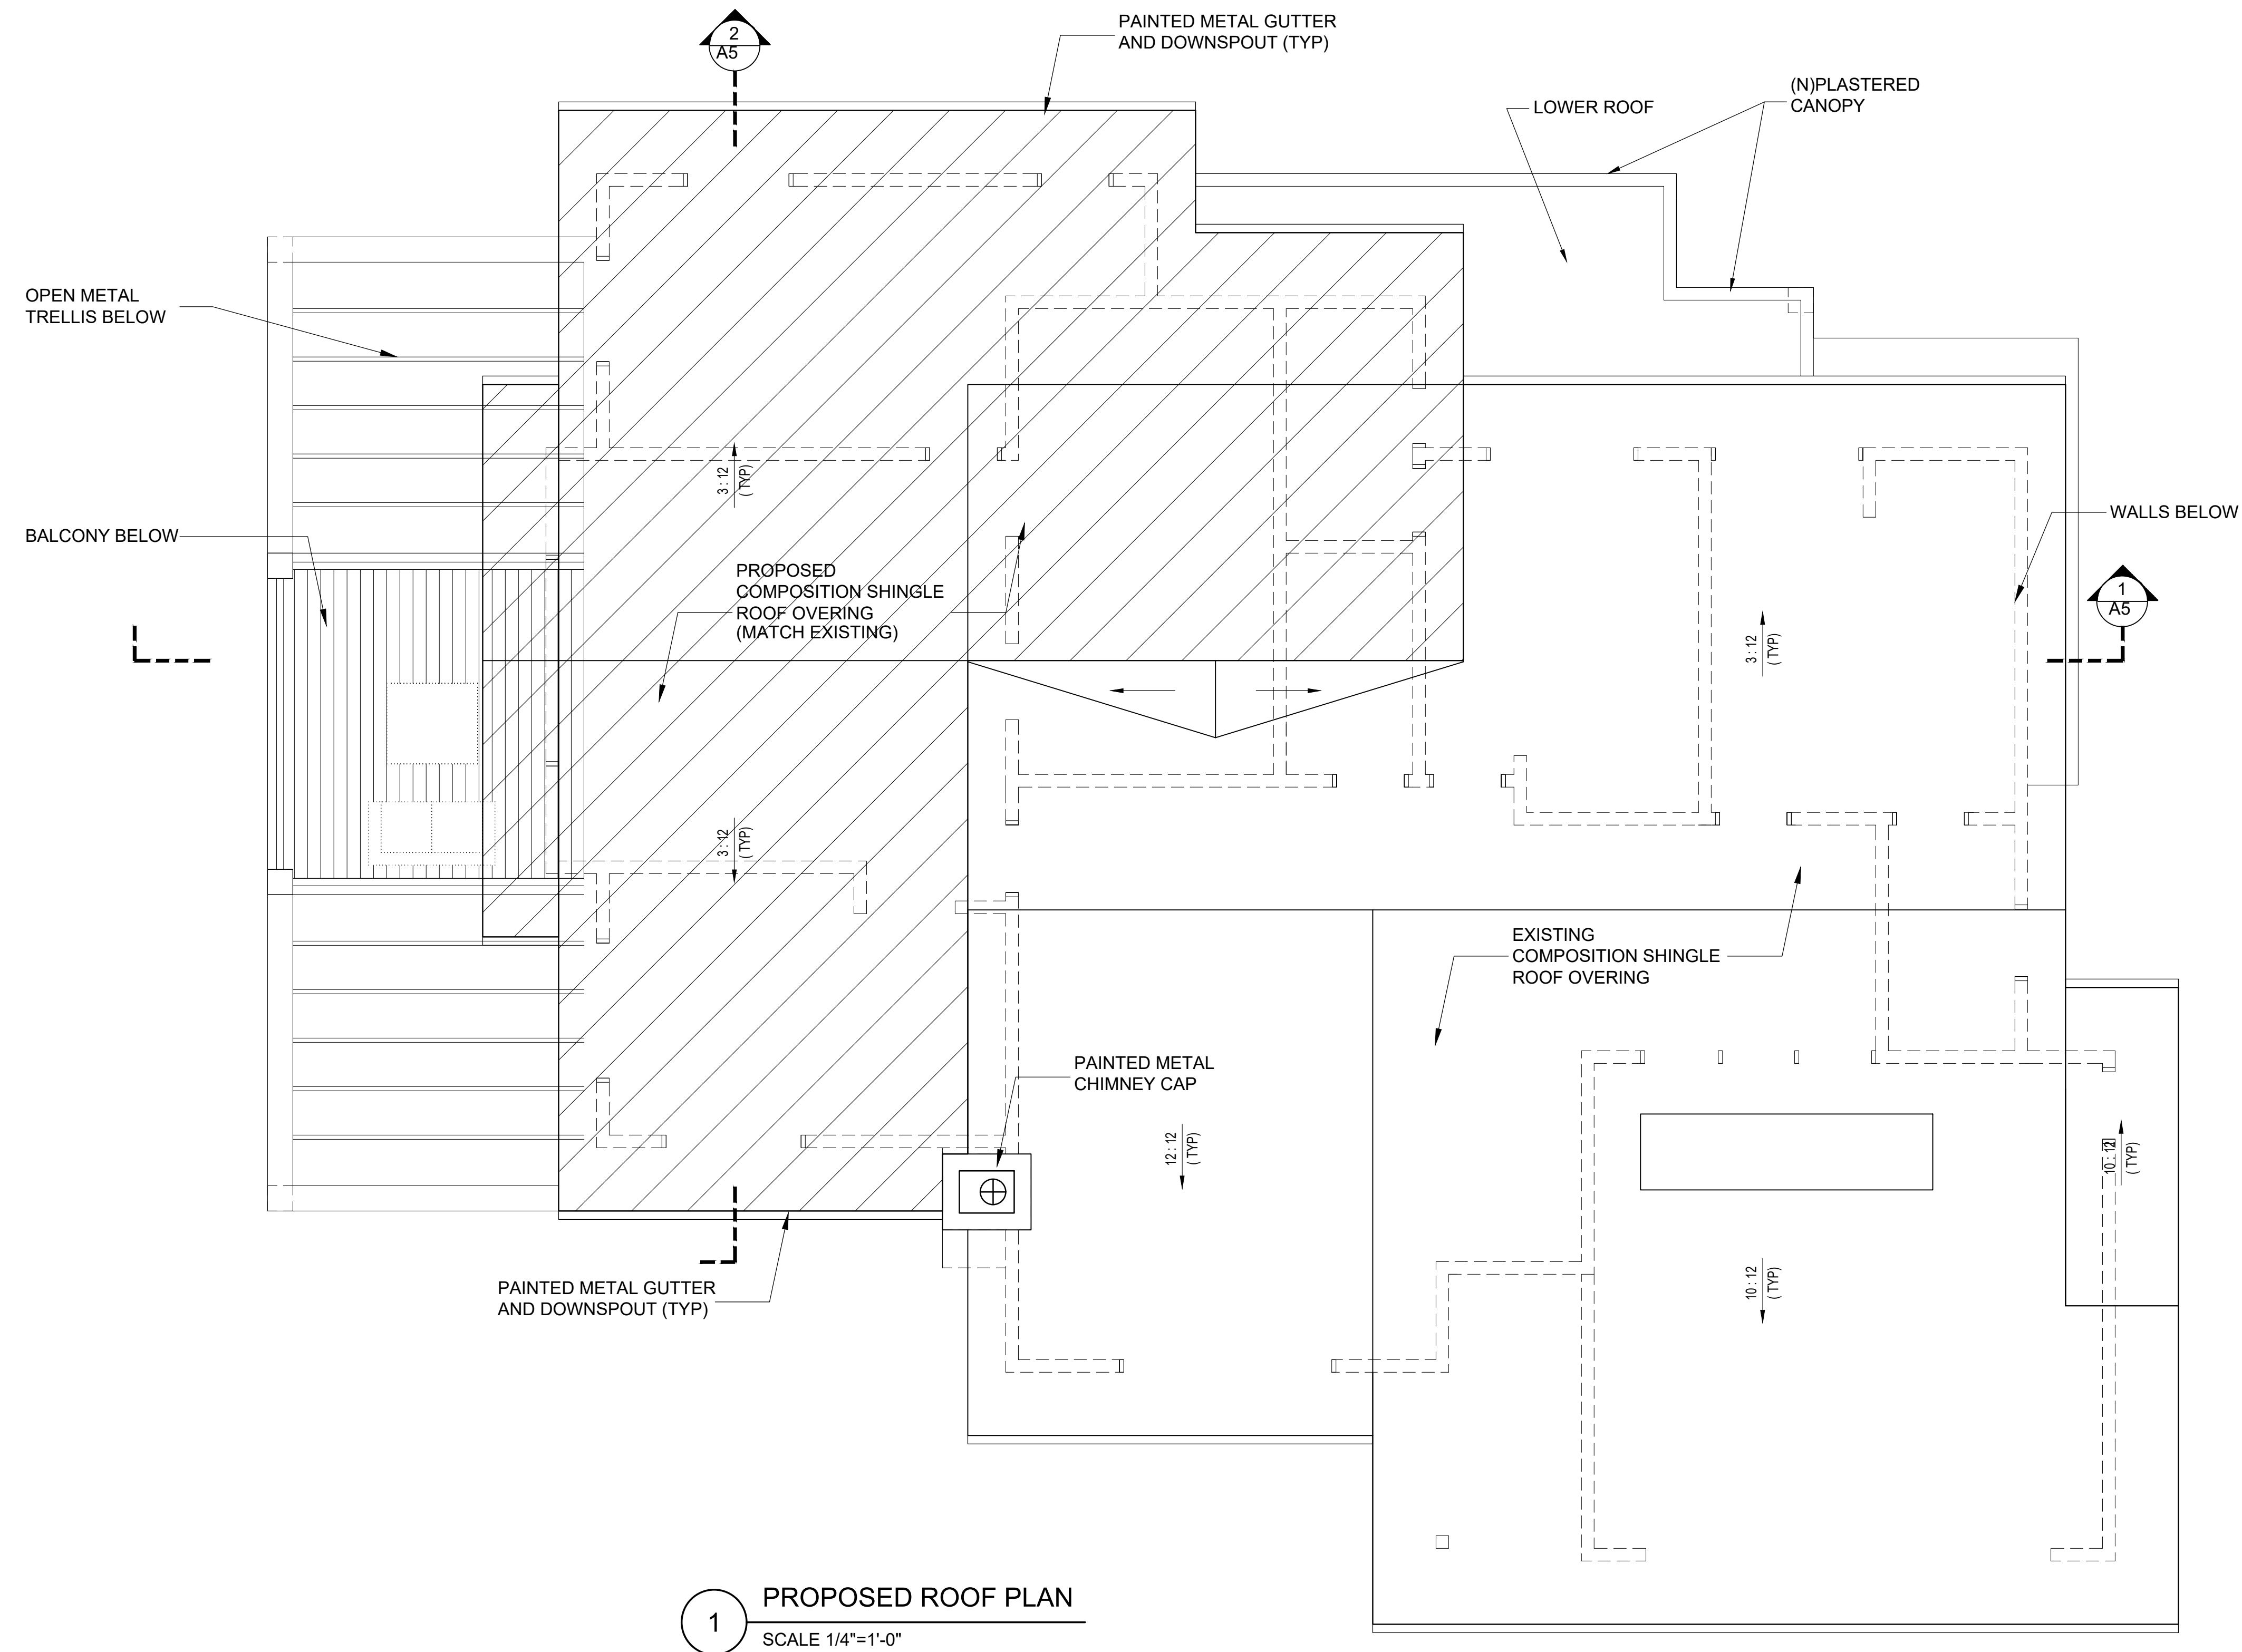 2
A5
PAINTED METAL GUTTER
AND DOWNSPOUT (TYP)
(N)PLASTERED
CANOPY
LOWER ROOF
OPEN METAL
TRELLIS BELOW
3 : 12
( TYP)
BALCONY BELOW
WALLS BELOW
PROPOSED
COMPOSITION SHINGLE
ROOF OVERING
(MATCH EXISTING)
1
A5
3 : 12
( TYP)
3 : 12
( TYP)
EXISTING
COMPOSITION SHINGLE
ROOF OVERING
PAINTED METAL
CHIMNEY CAP
12 : 12
( TYP)
10 : 12
( TYP)
10 : 12
( TYP)
PAINTED METAL GUTTER
AND DOWNSPOUT (TYP)
1
PROPOSED ROOF PLAN
SCALE 1/4"=1'-0"